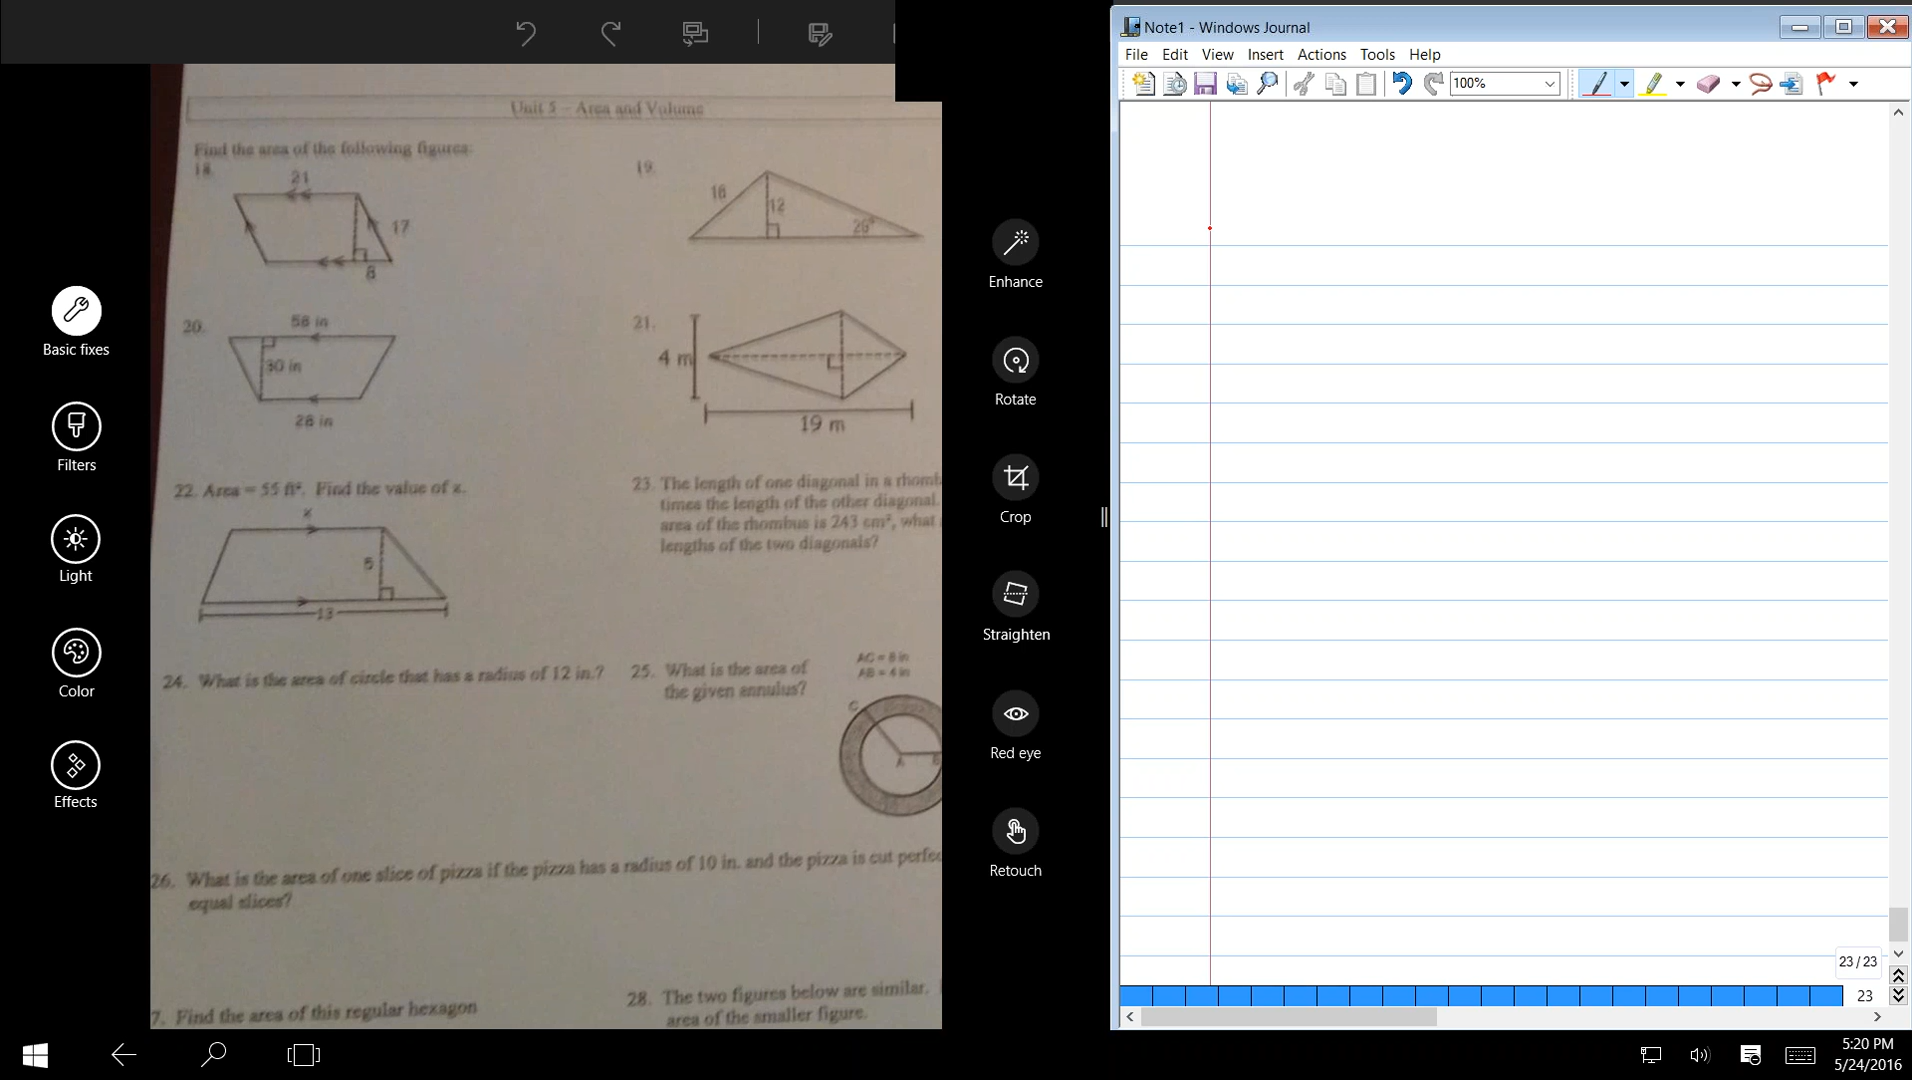 Note1 - Windows Journal
File Edit View Insert Actions Tools Help
100%
Unit 5 – Area and Volume
Find the area of the following figures:
18.
21
17
8
19.
16
12
26°
20.
58 in
30 in
28 in
21.
4 m
19 m
22. Area = 55 ft². Find the value of x.
x
5
13
23. The length of one diagonal in a
times the length of the other diagonal.
area of the rhombus is 243 cm², what
lengths of the two diagonals?
24. What is the area of circle that has a radius of 12 in.?
25. What is the area of
the given annulus?
AC = 8 in
AB = 4 in
C
A
B
26. What is the area of one slice of pizza if the pizza has a radius of 10 in. and the pizza is cut
equal slices?
7. Find the area of this regular hexagon
28. The two figures below are similar.
area of the smaller figure.
Basic fixes
Filters
Light
Color
Effects
Enhance
Rotate
Crop
Straighten
Red eye
Retouch
23 / 23
23
5:20 PM
5/24/2016